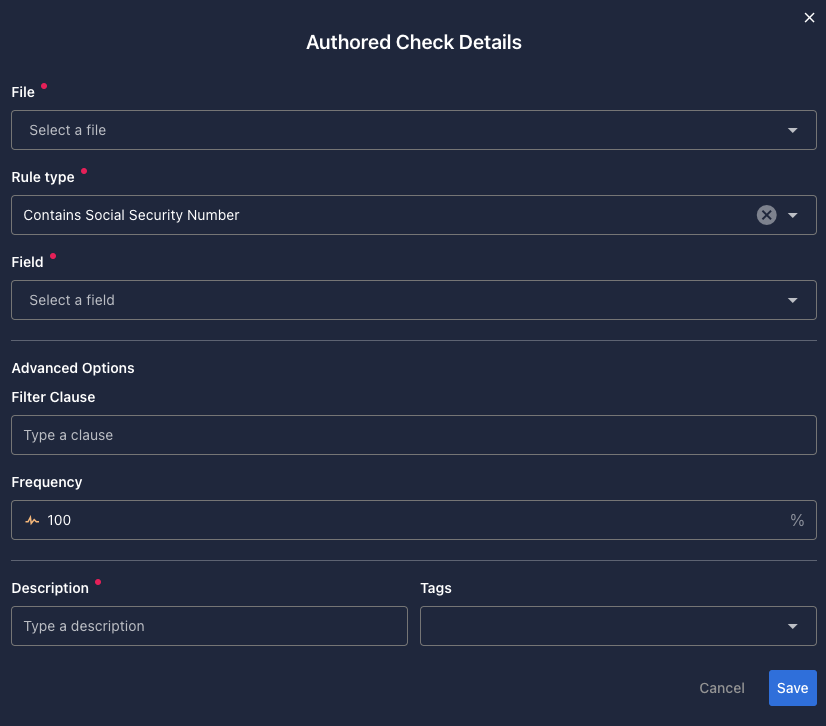 Authored Check Details
File
Select a file
Rule type
Contains Social Security Number
Field
Select a field
Advanced Options
Filter Clause
Type a clause
Frequency
100 %
Description Tags
Type a description
Cancel Save